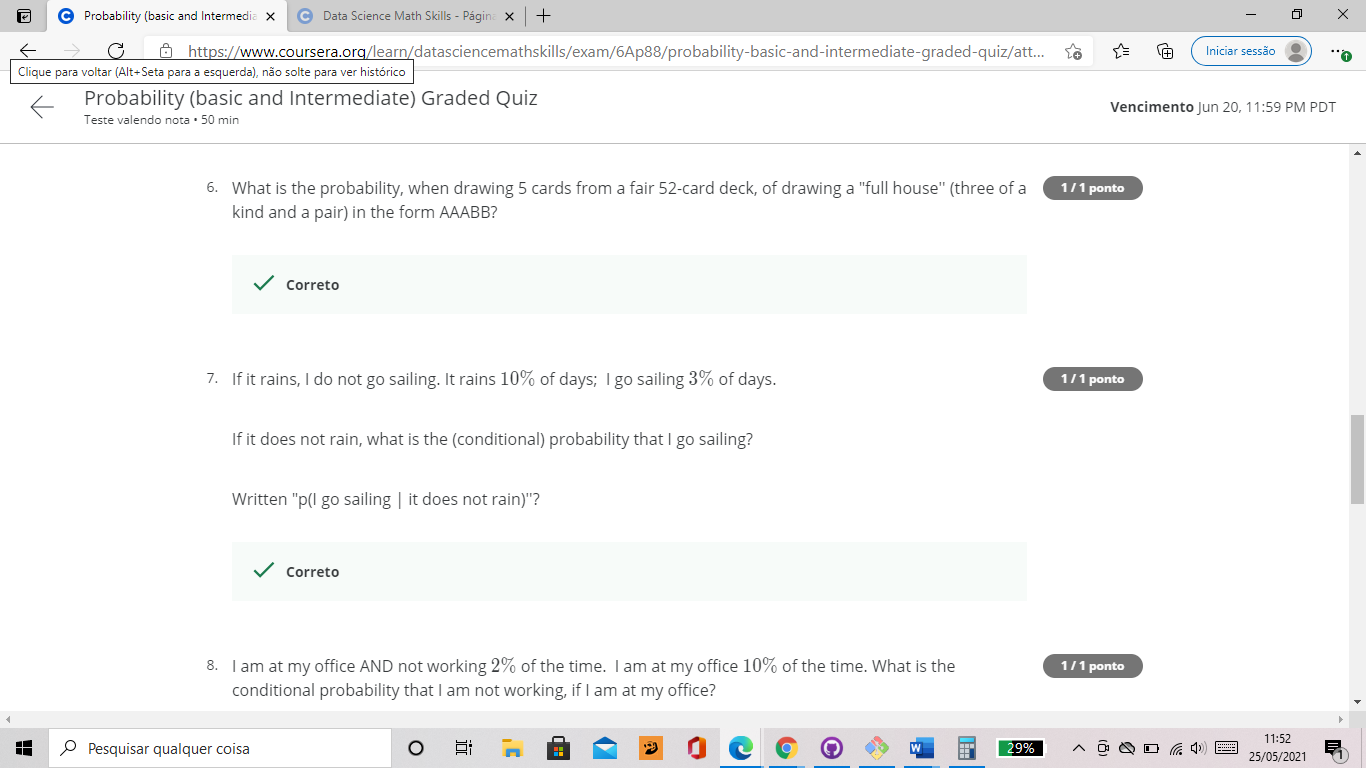 Probability (basic and Intermedia
Data Science Math Skills - Págin
https://www.coursera.org/learn/datasciencemathskills/exam/6Ap88/probability-basic-and-intermediate-graded-quiz/att...
Iniciar sessão
Clique para voltar (Alt+Seta para a esquerda), não solte para ver histórico
Probability (basic and Intermediate) Graded Quiz
Teste valendo nota • 50 min
Vencimento Jun 20, 11:59 PM PDT
6. What is the probability, when drawing 5 cards from a fair 52-card deck, of drawing a "full house" (three of a
kind and a pair) in the form AAABB?
1 / 1 ponto
Correto
7. If it rains, I do not go sailing. It rains 10% of days; I go sailing 3% of days.
1 / 1 ponto
If it does not rain, what is the (conditional) probability that I go sailing?
Written "p(I go sailing | it does not rain)"?
Correto
8. I am at my office AND not working 2% of the time. I am at my office 10% of the time. What is the
conditional probability that I am not working, if I am at my office?
1 / 1 ponto
Pesquisar qualquer coisa
29%
11:52
25/05/2021
1